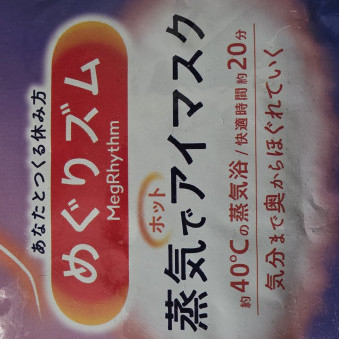 あなたとつくる休み方
めぐりズム
MegRhythm
ホット
蒸気でアイマスク
約40℃の蒸気浴/快適時間約20分
気分まで奥からほぐれていく